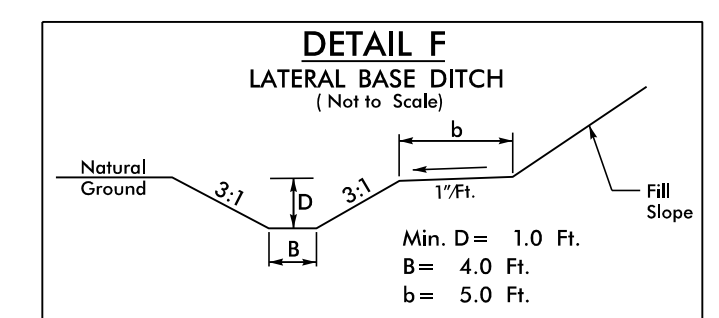 DETAIL F
LATERAL BASE DITCH
( Not to Scale)
b
Natural
Ground
3:1
D
3:1
1"/Ft.
Fill
Slope
B
Min. D= 1.0 Ft.
B= 4.0 Ft.
b= 5.0 Ft.